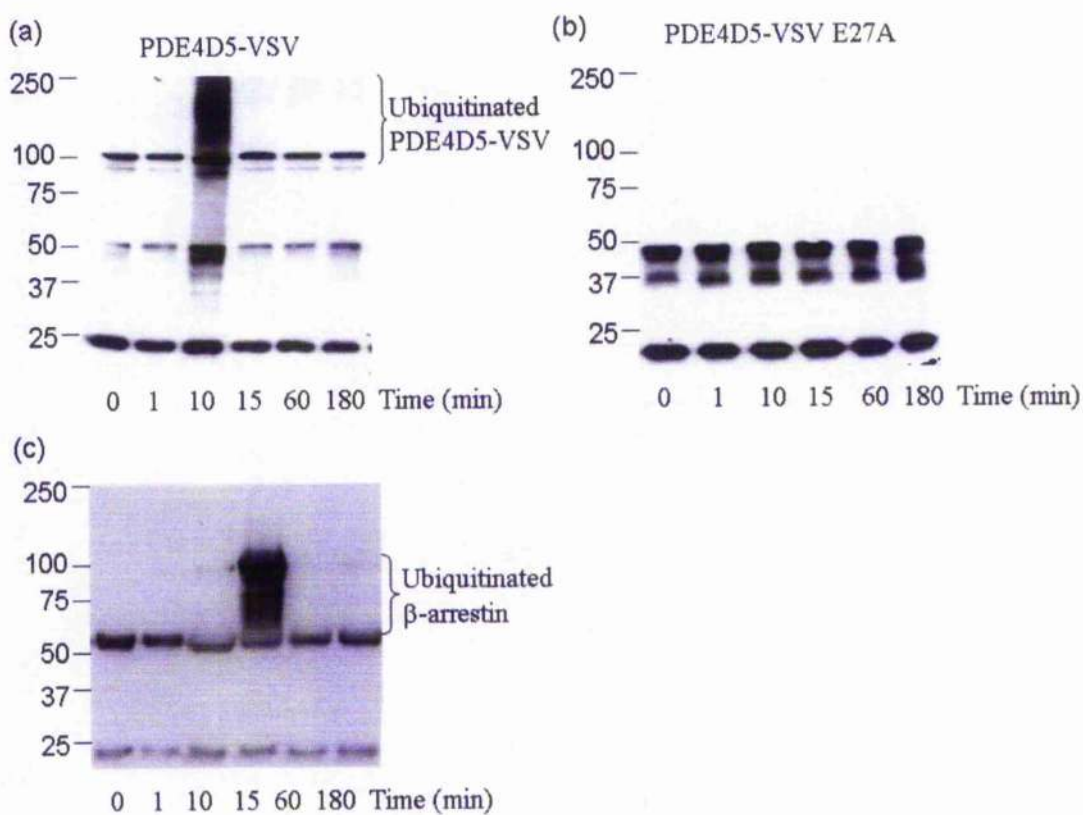 (a)
PDE4D5-VSV
250
100
75
50
37
25
Ubiquitinated
PDE4D5-VSV
0 1 10 15 60 180 Time (min)
(b)
PDE4D5-VSV E27A
250
100
75
50
37
25
0 1 10 15 60 180 Time (min)
(c)
250
100
75
50
37
25
Ubiquitinated
β-arrestin
0 1 10 15 60 180 Time (min)